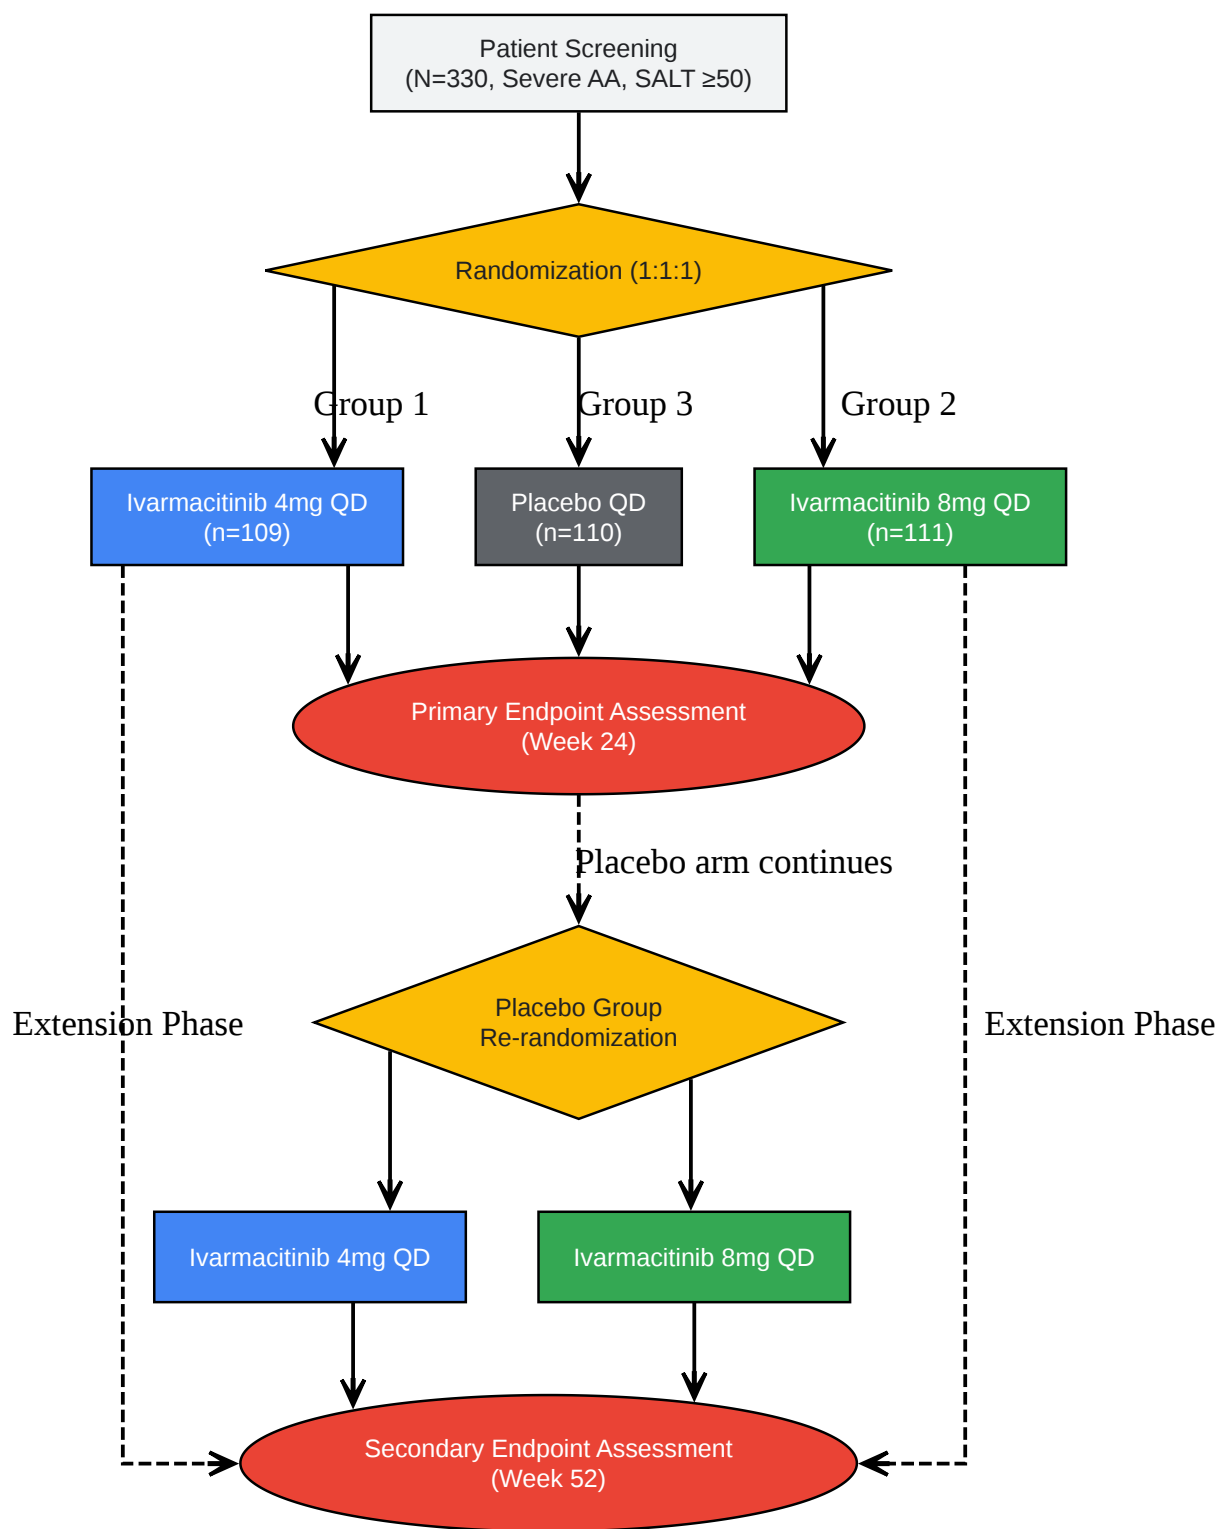 Patient Screening
(N=330, Severe AA, SALT ≥50)
Randomization (1:1:1)
Group 1
Group 3
Group 2
Ivarmacitinib 4mg QD
(n=109)
Placebo QD
(n=110)
Ivarmacitinib 8mg QD
(n=111)
Primary Endpoint Assessment
(Week 24)
Placebo arm continues
Placebo Group
Re-randomization
Extension Phase
Extension Phase
Ivarmacitinib 4mg QD
Ivarmacitinib 8mg QD
Secondary Endpoint Assessment
(Week 52)